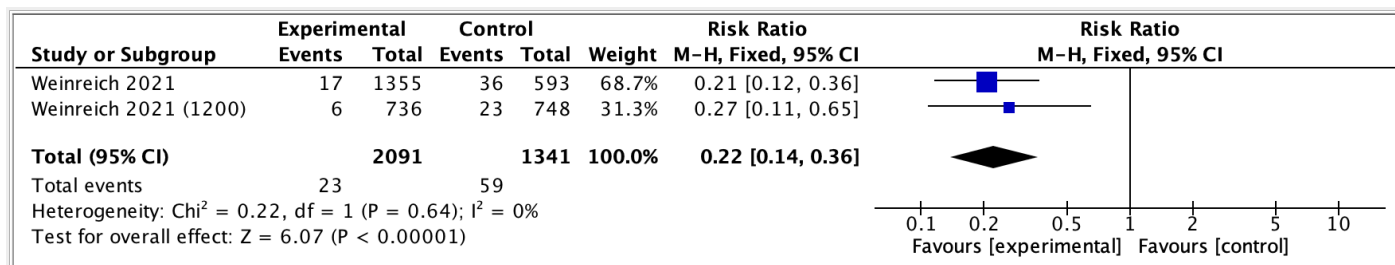 Experimental Control Risk Ratio Risk Ratio
Study or Subgroup Events Total Events Total Weight M-H, Fixed, 95% CI M-H, Fixed, 95% CI
Weinreich 2021 17 1355 36 593 68.7% 0.21 [0.12, 0.36]
Weinreich 2021 (1200) 6 736 23 748 31.3% 0.27 [0.11, 0.65]
Total (95% CI) 2091 1341 100.0% 0.22 [0.14, 0.36]
Total events 23 59
Heterogeneity: Chi² = 0.22, df = 1 (P = 0.64); I² = 0%
Test for overall effect: Z = 6.07 (P < 0.00001)
0.1 0.2 0.5 1 2 5 10
Favours [experimental] Favours [control]